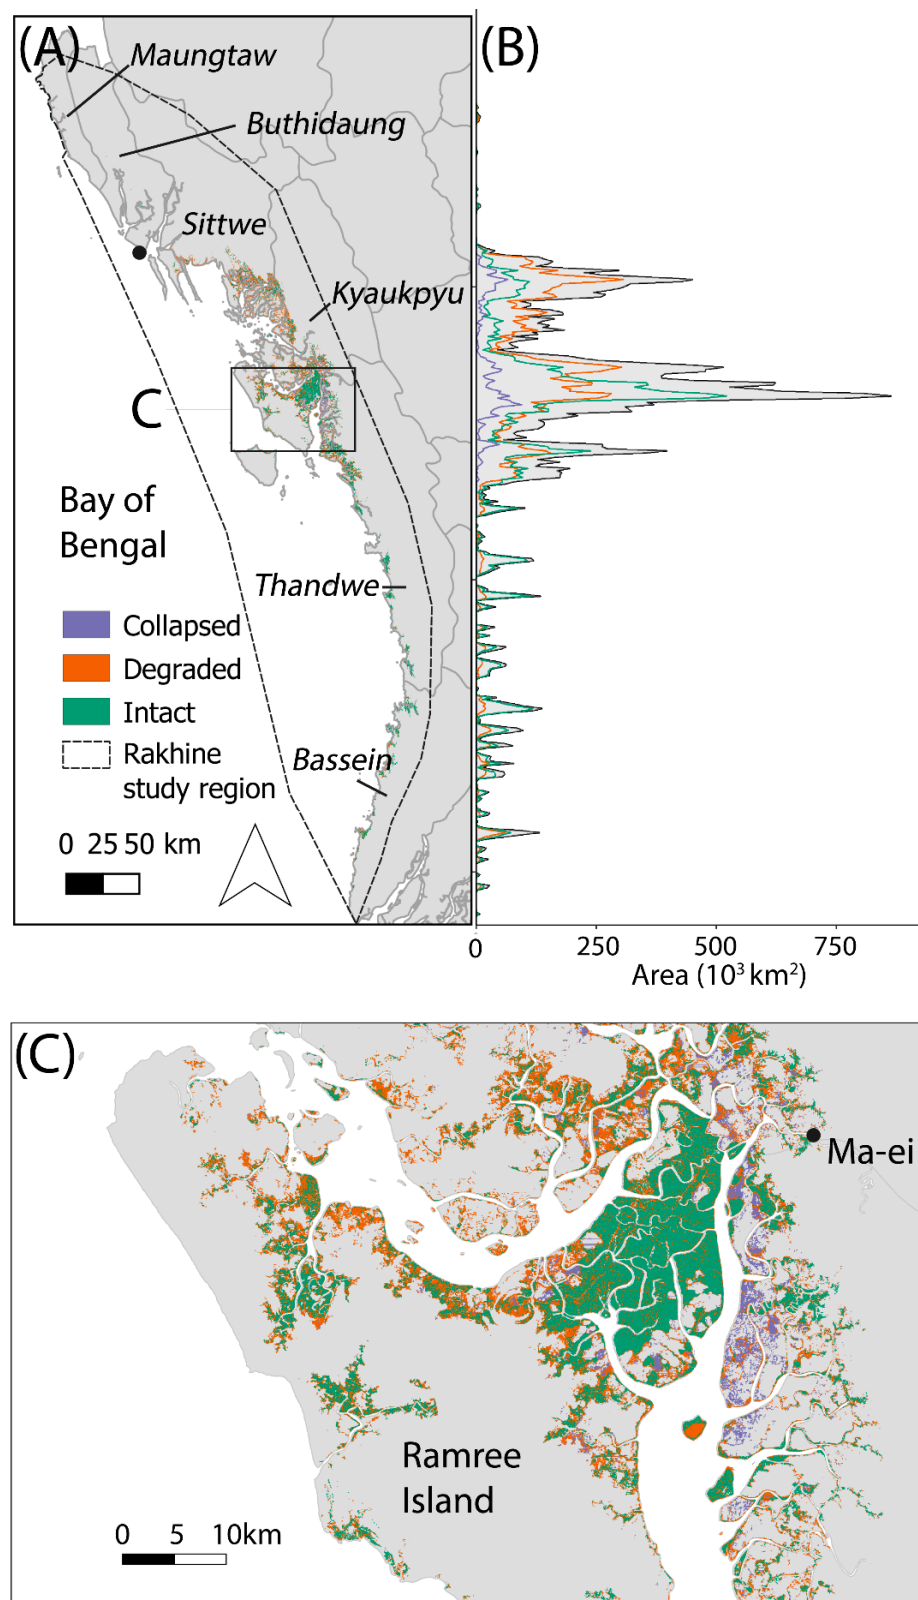 (A)
Maungtaw
Buthidaung
Sittwe
Kyaukpyu
C
Bay of
Bengal
Thandwe
Collapsed
Degraded
Intact
Rakhine
study region
Bassein
0 25 50 km
(B)
0 250 500 750
Area (10³ km²)
(C)
Ma-ei
Ramree
Island
0 5 10km